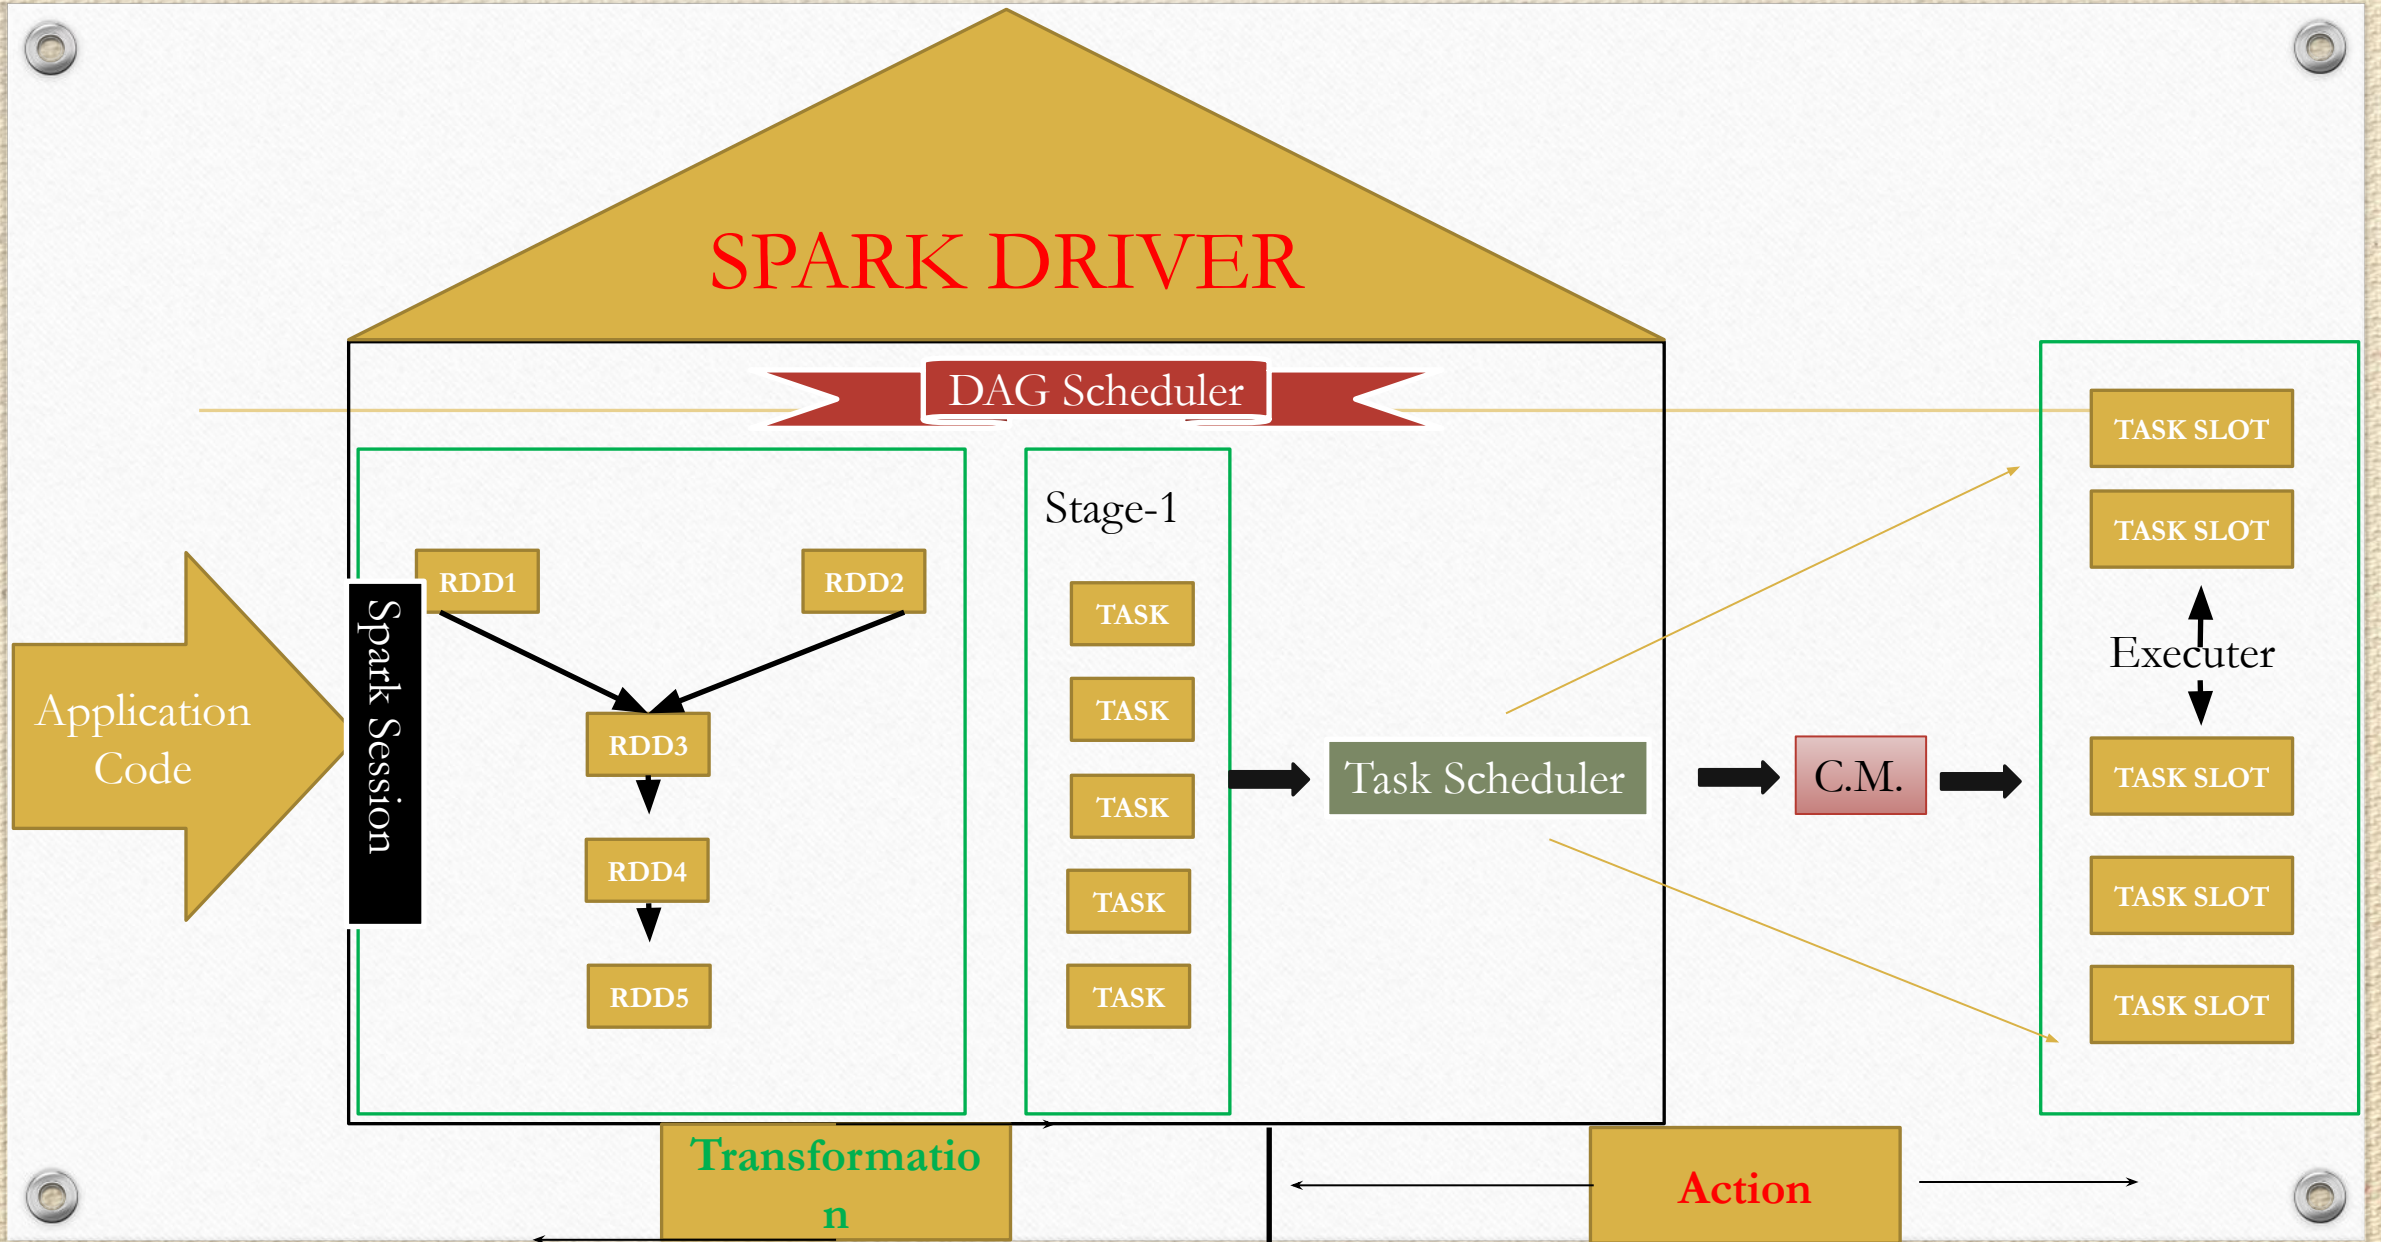 SPARK DRIVER
DAG Scheduler
Application
Code
Spark Session
RDD1
RDD2
RDD3
RDD4
RDD5
Stage-1
TASK
TASK
TASK
TASK
TASK
Task Scheduler
C.M.
TASK SLOT
TASK SLOT
Executer
TASK SLOT
TASK SLOT
TASK SLOT
Transformatio
n
Action